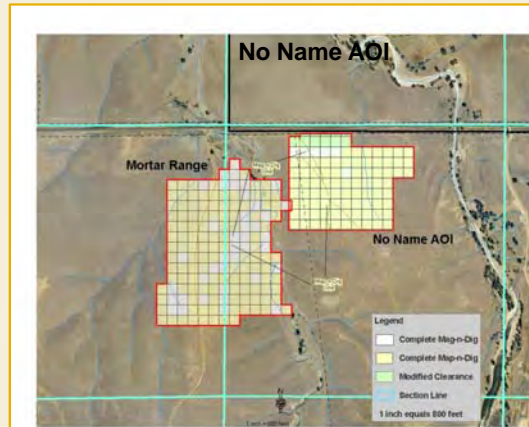 No Name AOI
Mortar Range
No Name AOI
N
Legend
Complete Mag-n-Dig
Complete Map-n-Dig
Modified Clearance
Section Line
1 inch equals 800 feet